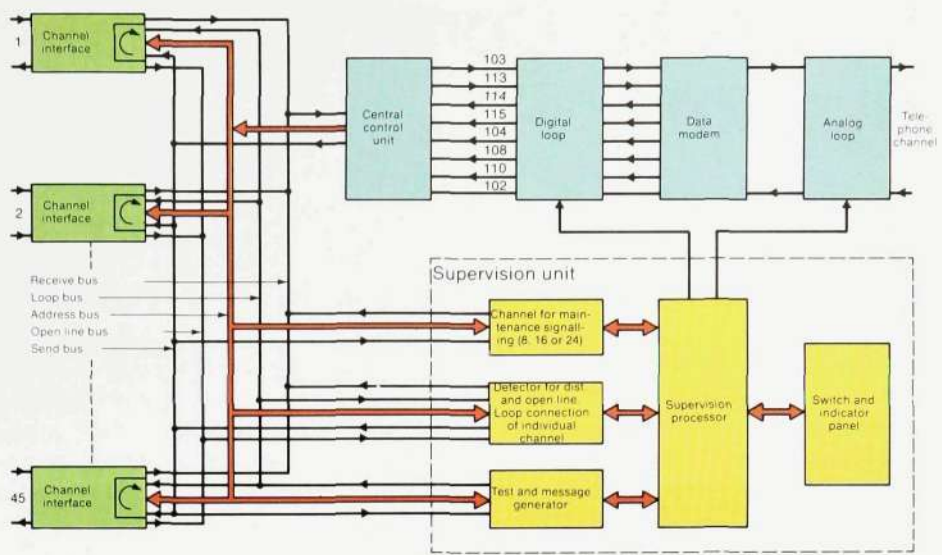 1
Channel
interface
2
Channel
interface
45
Channel
interface
Receive bus
Loop bus
Address bus
Open line bus
Send bus
Central
control
unit
103
113
114
115
104
108
110
102
Digital
loop
Data
modem
Analog
loop
Tele-
phone
channel
Supervision unit
Channel for main-
tenance signall-
ing (8, 16 or 24)
Detector for dist.
and open line.
Loop connection
of individual
channel
Test and message
generator
Supervision
processor
Switch and
indicator
panel